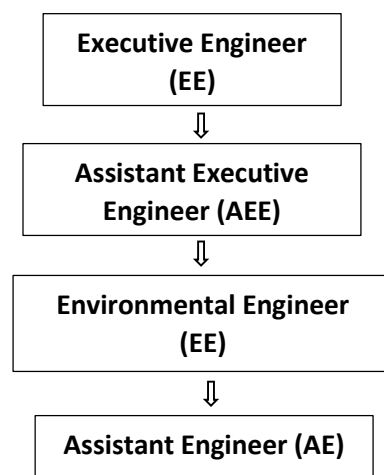 Executive Engineer
(EE)
Assistant Executive
Engineer (AEE)
Environmental Engineer
(EE)
Assistant Engineer (AE)